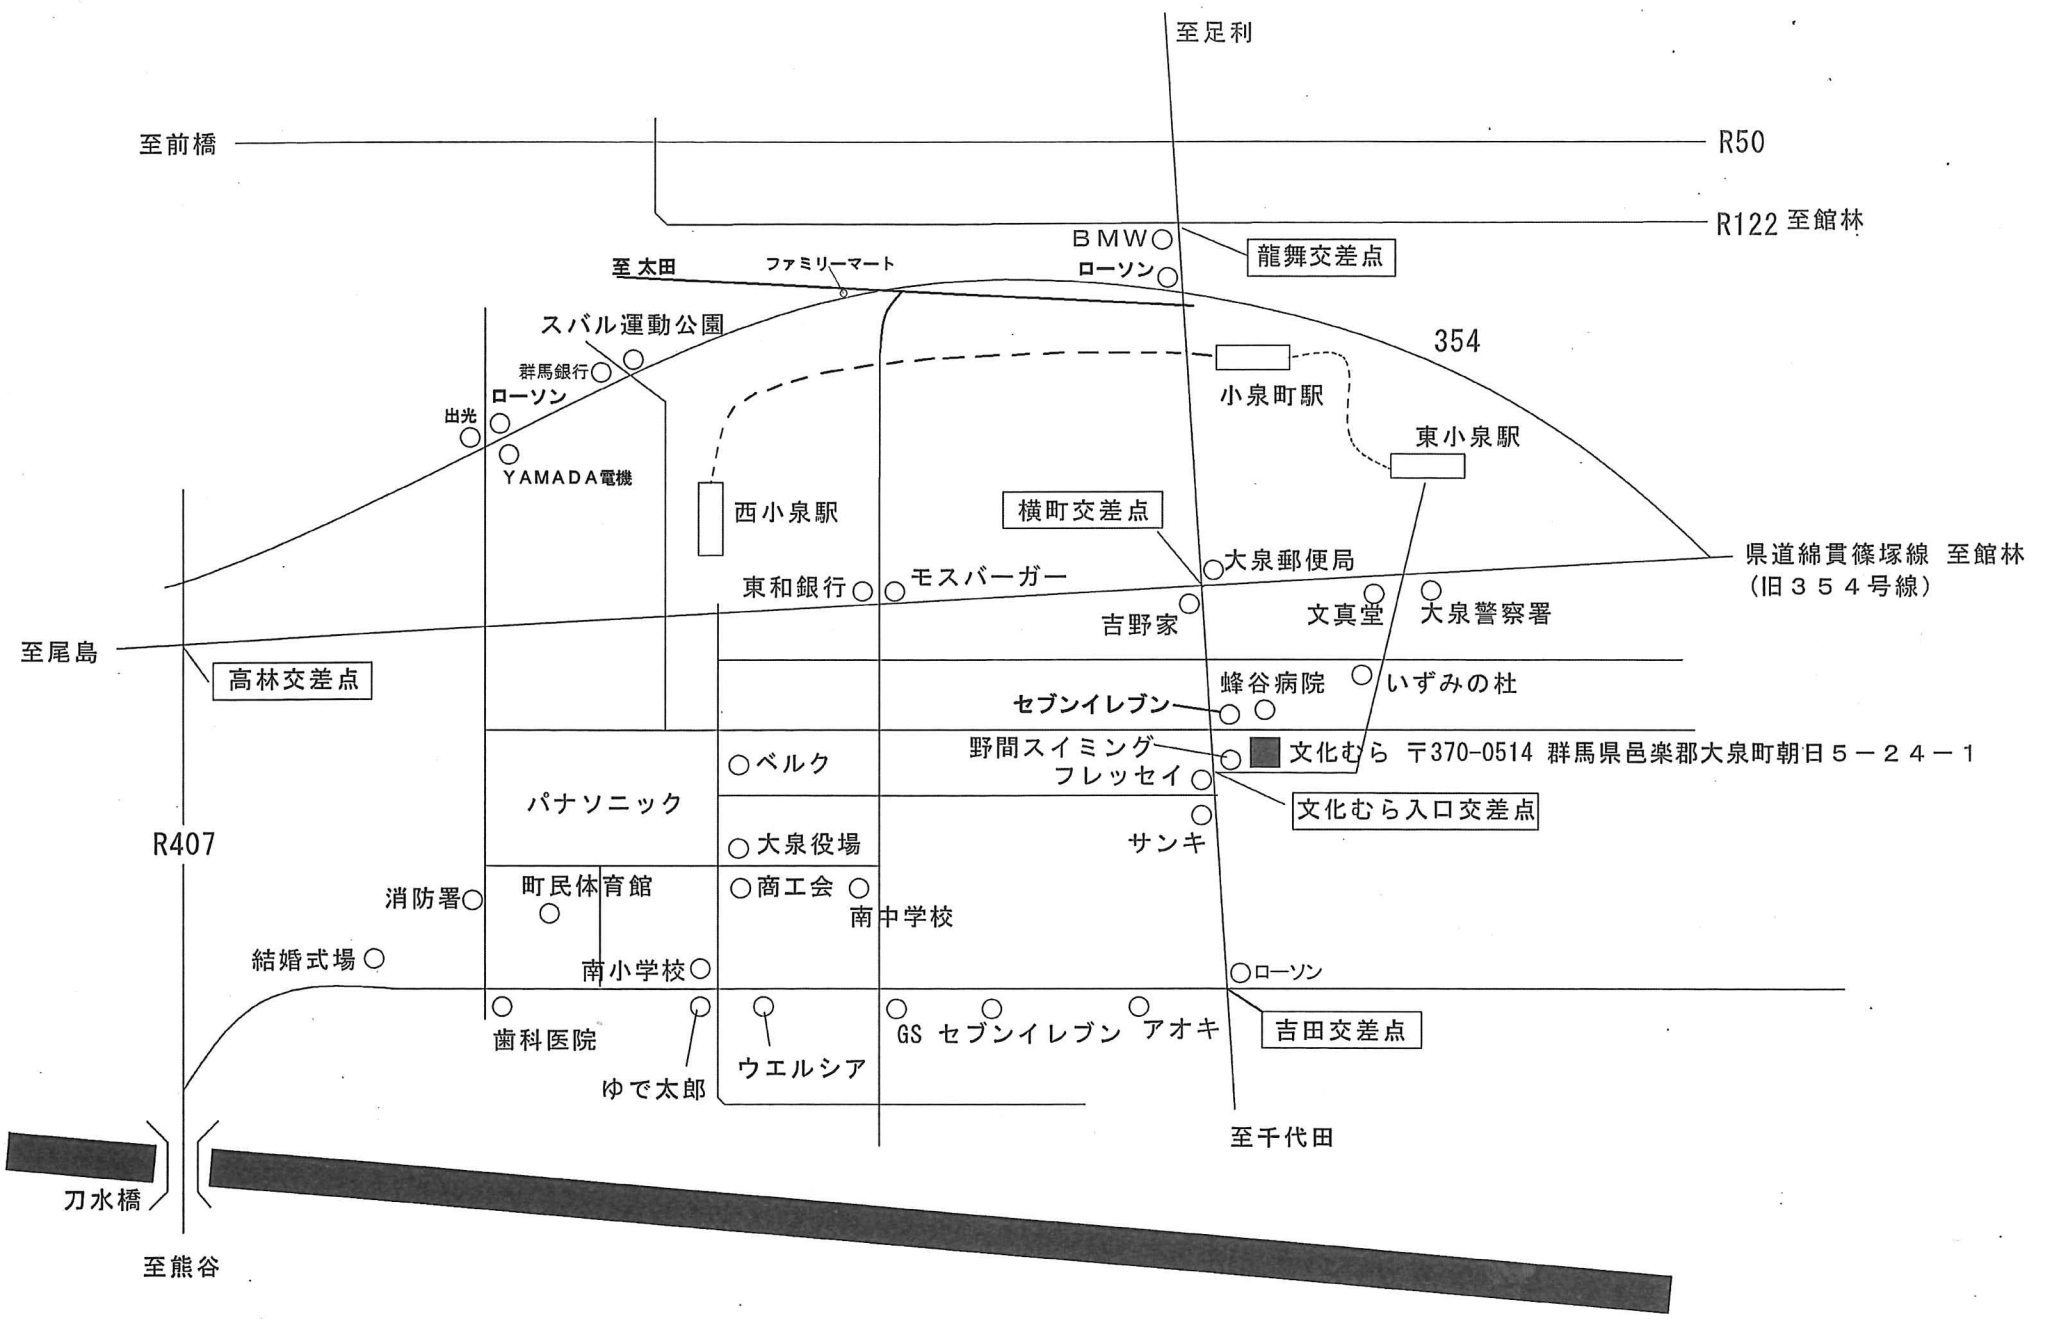 至足利
至前橋
R50
R122 至館林
BMW
龍舞交差点
至 太田
ファミリーマート
ローソン
スバル運動公園
354
群馬銀行
ローソン
小泉町駅
出光
東小泉駅
YAMADA電機
西小泉駅
横町交差点
県道綿貫篠塚線 至館林
(旧354号線)
大泉郵便局
東和銀行
モスバーガー
吉野家
文真堂
大泉警察署
至尾島
高林交差点
蜂谷病院
いずみの杜
セブンイレブン
野間スイミング
文化むら 〒370-0514 群馬県邑楽郡大泉町朝日5-24-1
ベルク
フレッセイ
パナソニック
文化むら入口交差点
R407
大泉役場
サンキ
消防署
町民体育館
商工会
南中学校
結婚式場
南小学校
ローソン
歯科医院
GS
セブンイレブン
アオキ
吉田交差点
ゆで太郎
ウエルシア
至千代田
刀水橋
至熊谷